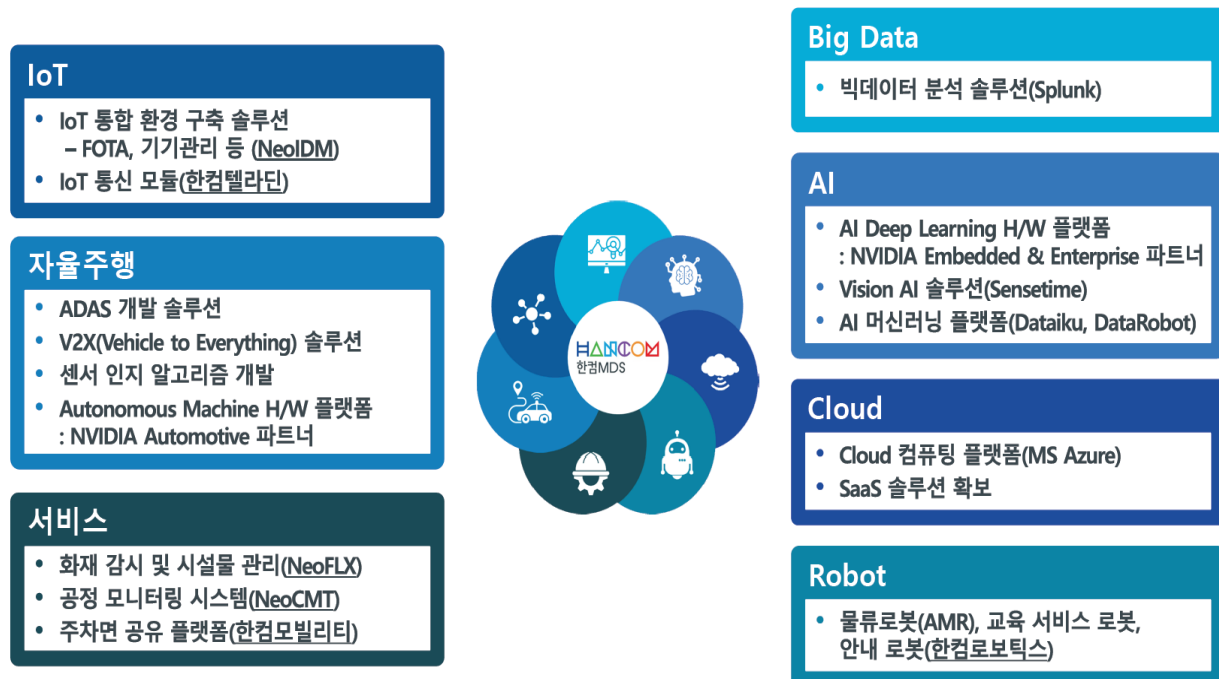 IoT
• IoT 통합 환경 구축 솔루션
– FOTA, 기기관리 등 (NeoIDM)
• IoT 통신 모듈(한컴텔라딘)
자율주행
• ADAS 개발 솔루션
• V2X(Vehicle to Everything) 솔루션
• 센서 인지 알고리즘 개발
• Autonomous Machine H/W 플랫폼
: NVIDIA Automotive 파트너
서비스
• 화재 감시 및 시설물 관리(NeoFLX)
• 공정 모니터링 시스템(NeoCMT)
• 주차면 공유 플랫폼(한컴모빌리티)
HANCOM
한컴MDS
Big Data
• 빅데이터 분석 솔루션(Splunk)
AI
• AI Deep Learning H/W 플랫폼
: NVIDIA Embedded & Enterprise 파트너
• Vision AI 솔루션(Sensetime)
• AI 머신러닝 플랫폼(Dataiku, DataRobot)
Cloud
• Cloud 컴퓨팅 플랫폼(MS Azure)
• SaaS 솔루션 확보
Robot
• 물류로봇(AMR), 교육 서비스 로봇,
안내 로봇(한컴로보틱스)